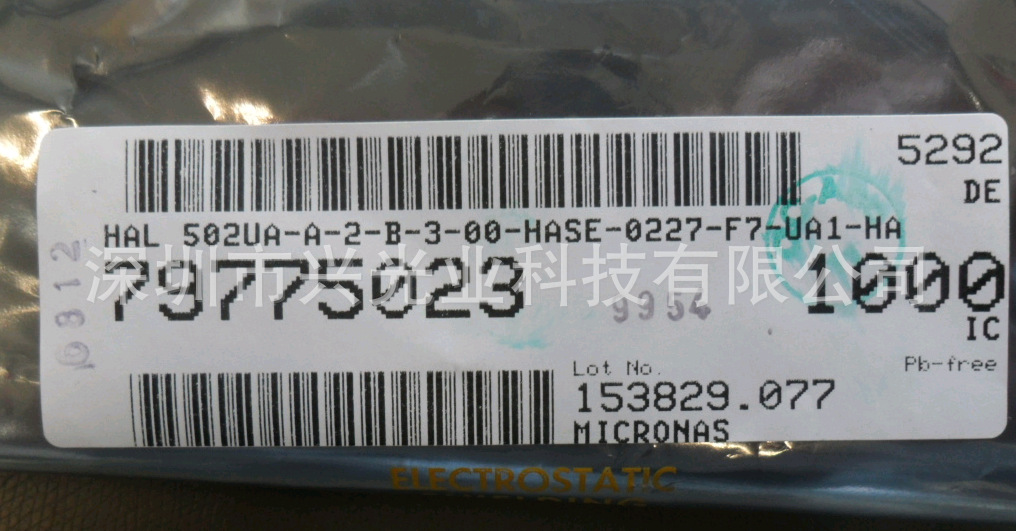 5292
DE
HAL 502UA-A-2-B-3-00-HASE-0227-F7-UA1-HA
深圳市兴光业科技有限公司
79775023
1000
0312
9954
IC
Lot No.
Pb-free
153829.077
MICRONAS
ELECTROSTATIC